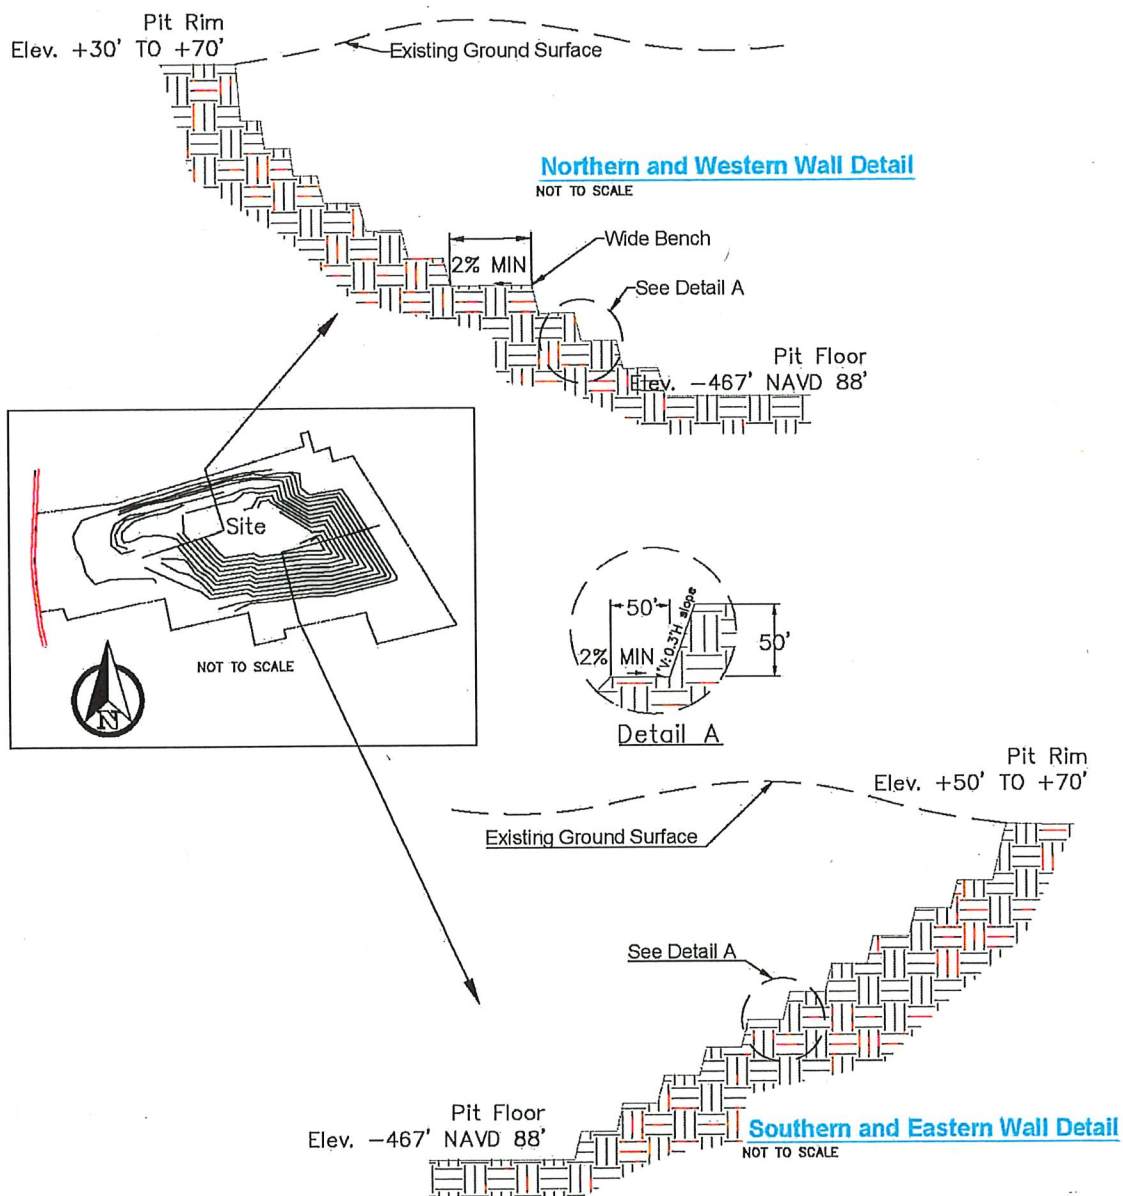 Pit Rim
Elev. +30' TO +70'
Existing Ground Surface
Northern and Western Wall Detail
NOT TO SCALE
Wide Bench
2% MIN
See Detail A
Pit Floor
Elev. -467' NAVD 88'
Site
NOT TO SCALE
N
50'
1'V:0.3'H slope
50'
2% MIN
Detail A
Pit Rim
Elev. +50' TO +70'
Existing Ground Surface
See Detail A
Pit Floor
Elev. -467' NAVD 88'
Southern and Eastern Wall Detail
NOT TO SCALE